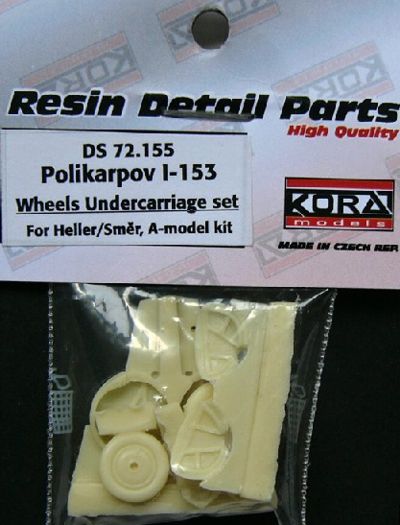 Resin Detail Parts
High Quality
DS 72.155
Polikarpov I-153
Wheels Undercarriage set
For Heller/Směr, A-model kit
KORA
models
MADE IN CZECH REP.